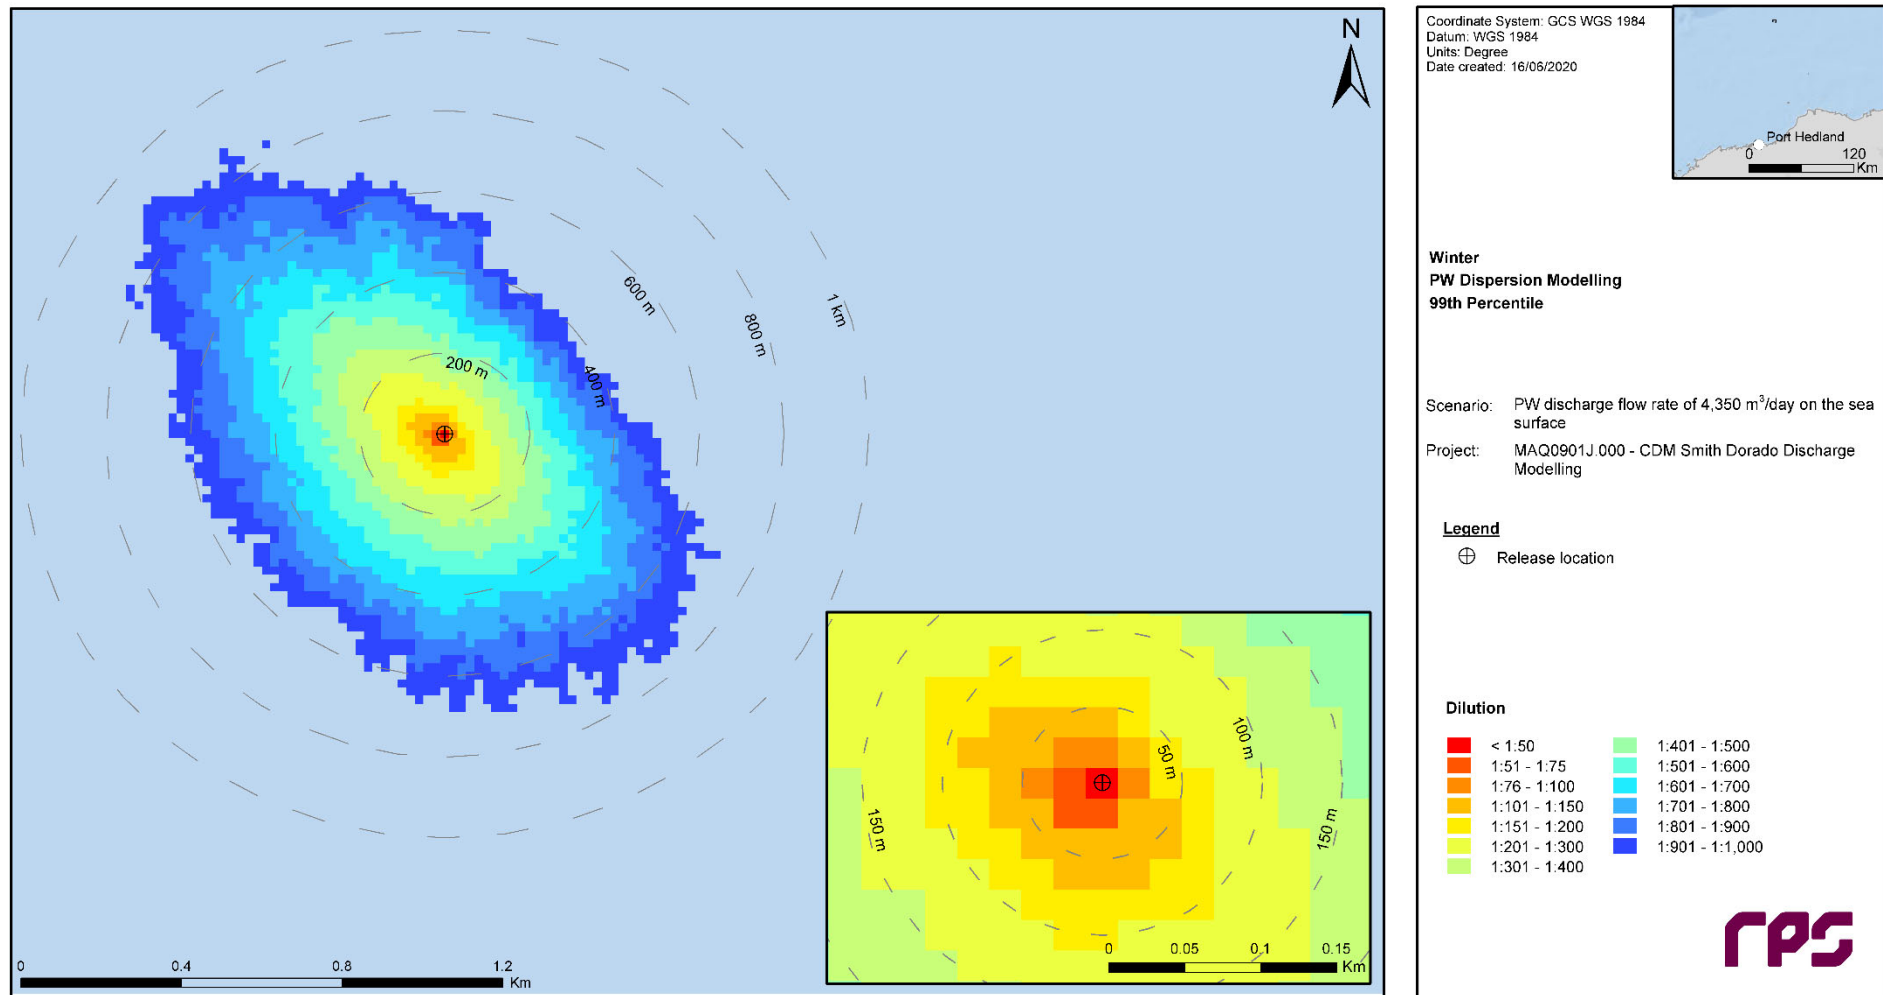 N
200 m
400 m
600 m
800 m
1 km
0 0.4 0.8 1.2
Km
50 m
100 m
150 m
150 m
0 0.05 0.1 0.15
Km
Coordinate System: GCS WGS 1984
Datum: WGS 1984
Units: Degree
Date created: 16/06/2020
Port Hedland
0 120
Km
Winter
PW Dispersion Modelling
99th Percentile
Scenario: PW discharge flow rate of 4,350 m³/day on the sea
surface
Project: MAQ0901J.000 - CDM Smith Dorado Discharge
Modelling
Legend
Release location
Dilution
< 1:50
1:51 - 1:75
1:76 - 1:100
1:101 - 1:150
1:151 - 1:200
1:201 - 1:300
1:301 - 1:400
1:401 - 1:500
1:501 - 1:600
1:601 - 1:700
1:701 - 1:800
1:801 - 1:900
1:901 - 1:1,000
rps